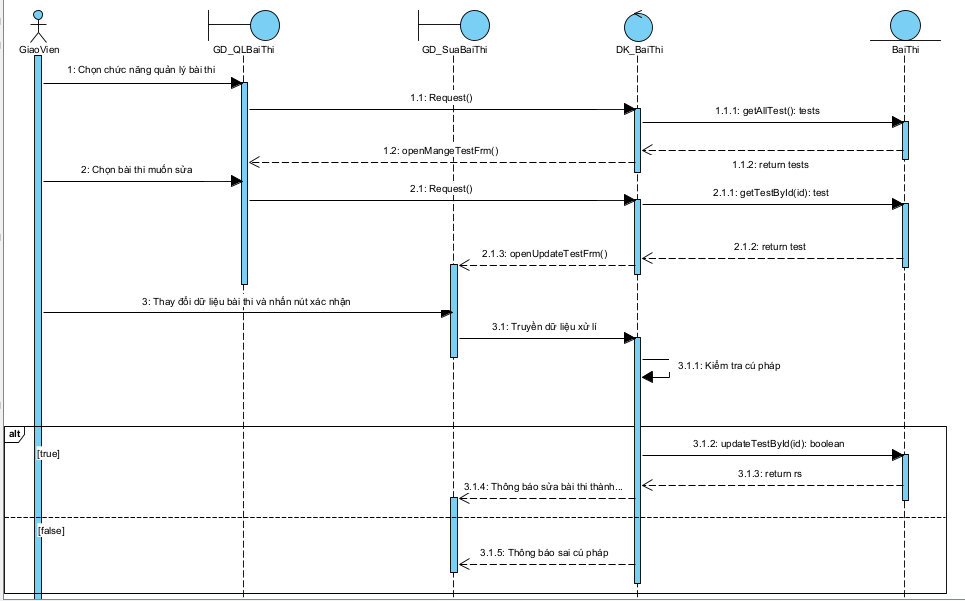 GiaoVien
GD_QLBaiThi
GD_SuaBaiThi
DK_BaiThi
BaiThi
1: Chọn chức năng quản lý bài thi
1.1: Request()
1.1.1: getAllTest(): tests
1.2: openMangeTestFrm()
1.1.2: return tests
2: Chọn bài thi muốn sửa
2.1: Request()
2.1.1: getTestById(id): test
2.1.2: return test
2.1.3: openUpdateTestFrm()
3: Thay đổi dữ liệu bài thi và nhấn nút xác nhận
3.1: Truyền dữ liệu xử lí
3.1.1: Kiểm tra cú pháp
alt
[true]
3.1.2: updateTestById(id): boolean
3.1.3: return rs
3.1.4: Thông báo sửa bài thi thành...
[false]
3.1.5: Thông báo sai cú pháp